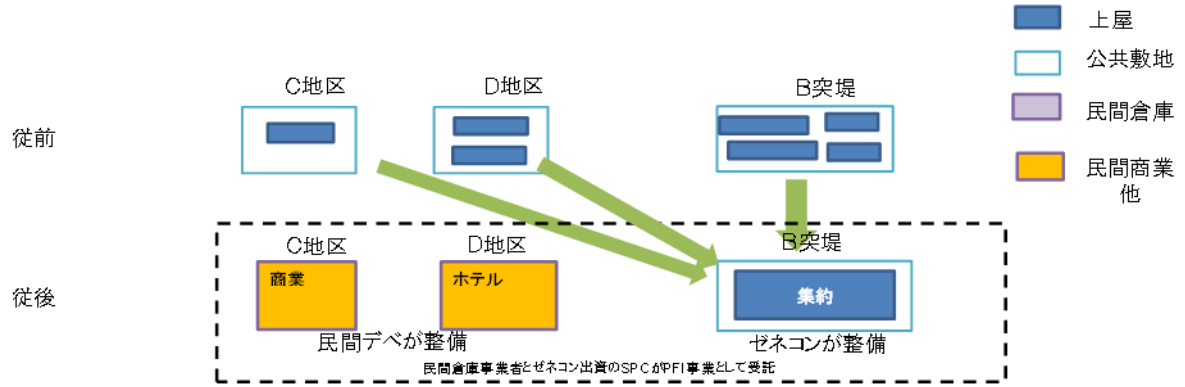 上屋
公共敷地
民間倉庫
民間商業
他
従前
C地区
D地区
B突堤
従後
C地区
D地区
B突堤
商業
ホテル
集約
民間デベが整備
ゼネコンが整備
民間倉庫事業者とゼネコン出資のSPCがPFI事業として受託